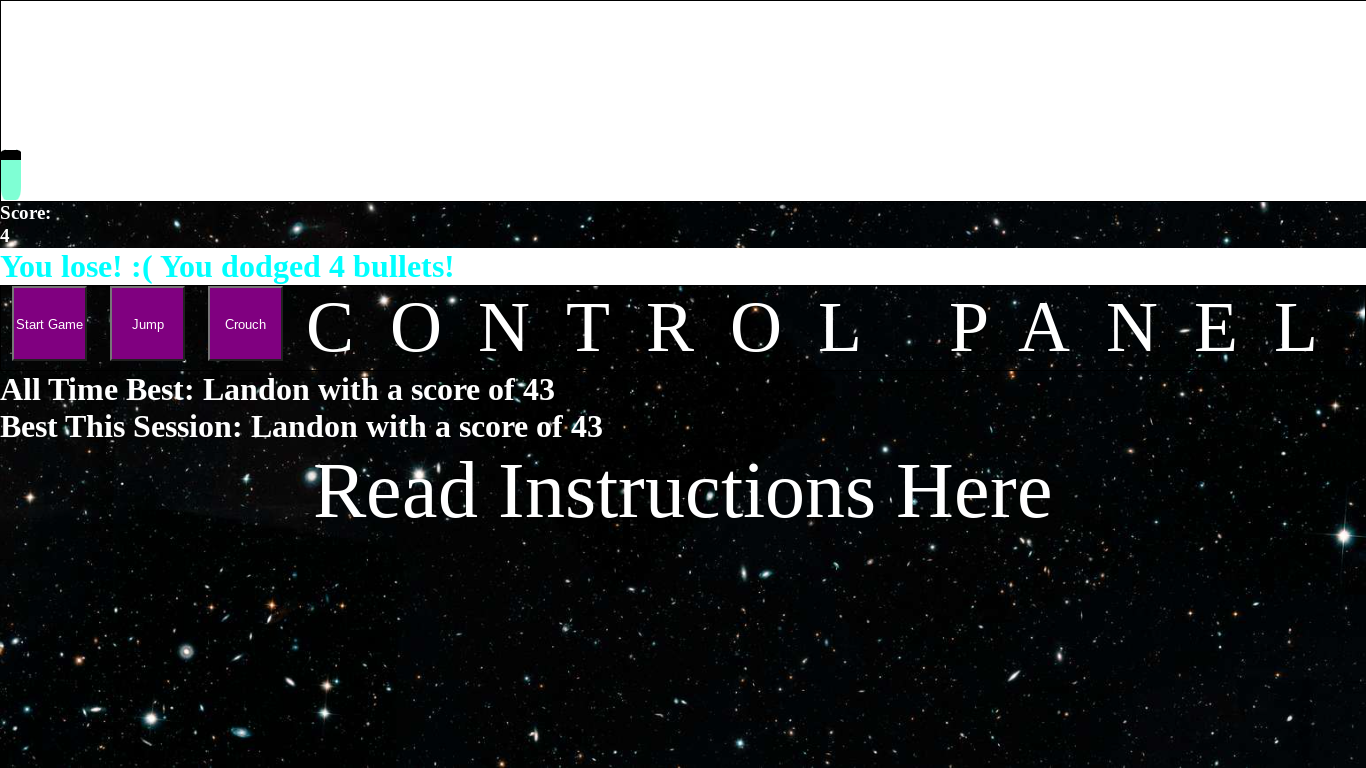 Score:
4
You lose! :( You dodged 4 bullets!
Start Game Jump Crouch CONTROL PANEL
All Time Best: Landon with a score of 43
Best This Session: Landon with a score of 43
Read Instructions Here